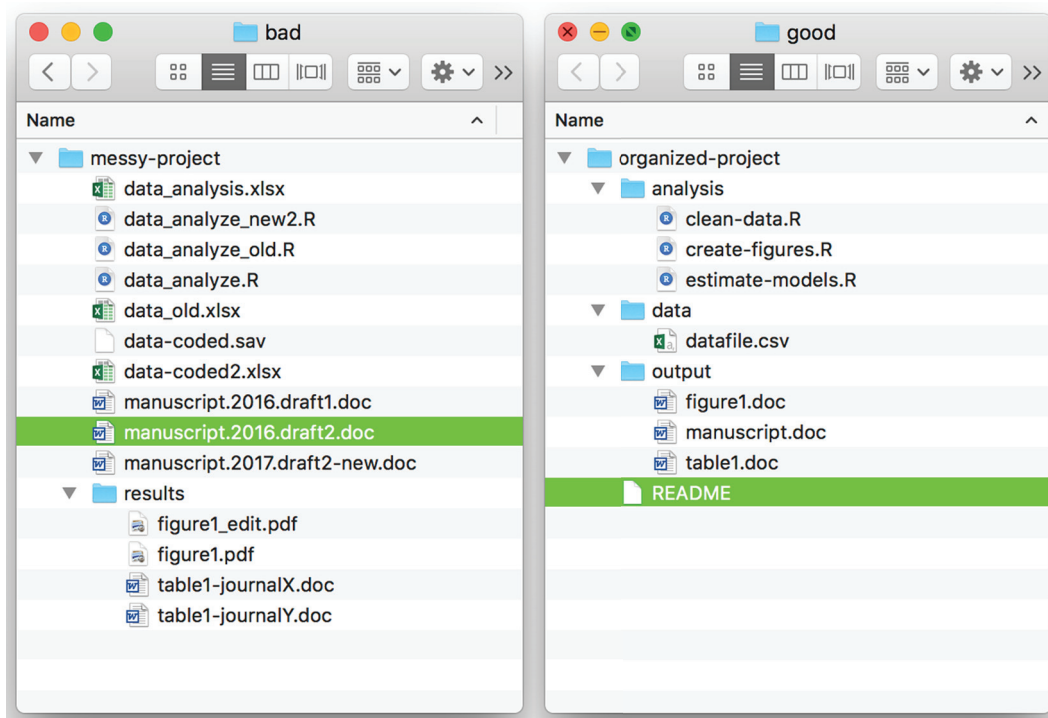 bad
Name
messy-project
data_analysis.xlsx
data_analyze_new2.R
data_analyze_old.R
data_analyze.R
data_old.xlsx
data-coded.sav
data-coded2.xlsx
manuscript.2016.draft1.doc
manuscript.2016.draft2.doc
manuscript.2017.draft2-new.doc
results
figure1_edit.pdf
figure1.pdf
table1-journalX.doc
table1-journalY.doc
good
Name
organized-project
analysis
clean-data.R
create-figures.R
estimate-models.R
data
datafile.csv
output
figure1.doc
manuscript.doc
table1.doc
README